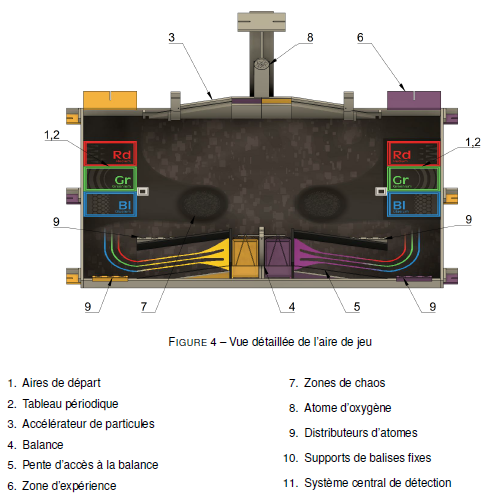 3
8
6
1,2
1,2
Rd
Rd
Gr
Gr
Bl
Bl
9
9
9
7
4
5
9
FIGURE 4 – Vue détaillée de l'aire de jeu
1. Aires de départ
2. Tableau périodique
3. Accélérateur de particules
4. Balance
5. Pente d'accès à la balance
6. Zone d'expérience
7. Zones de chaos
8. Atome d'oxygène
9. Distributeurs d'atomes
10. Supports de balises fixes
11. Système central de détection